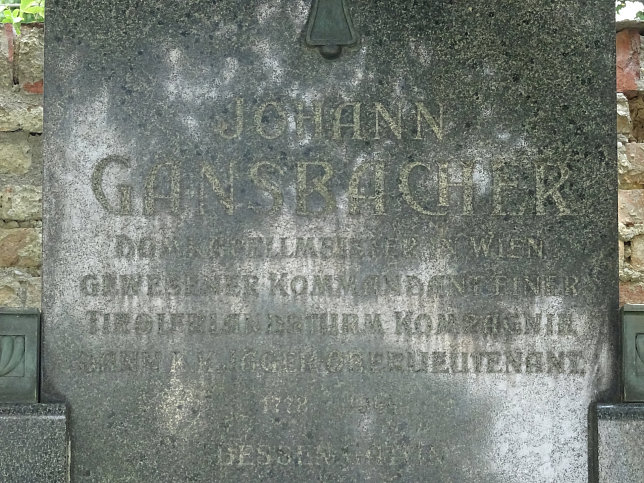 JOHANN
GANSBACHER
DOMKAPELLMEISTER IN WIEN
GEWESENER KOMMANDANT EINER
TIROLER LANDSTURM KOMPAGNIE
DANN K.K. JÄGER OBERLIEUTENANT
1778
DESSEN